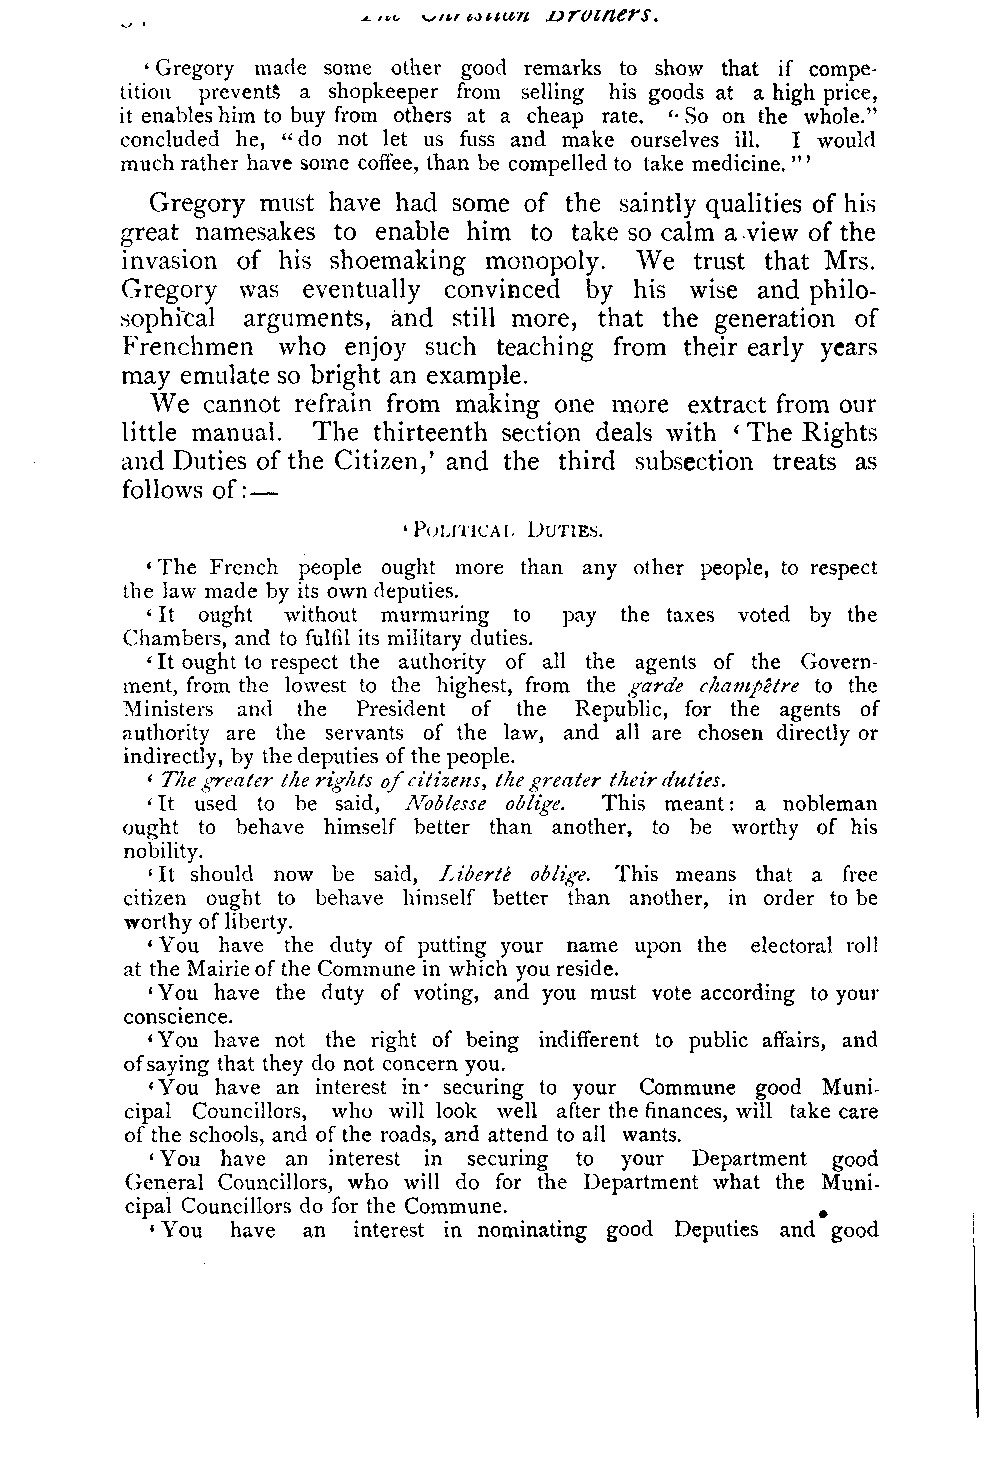 The Christian Brothers.
‘Gregory made some other good remarks to show that if compe-
tition prevents a shopkeeper from selling his goods at a high price,
it enables him to buy from others at a cheap rate. “So on the whole.”
concluded he, “do not let us fuss and make ourselves ill. I would
much rather have some coffee, than be compelled to take medicine.”’
Gregory must have had some of the saintly qualities of his
great namesakes to enable him to take so calm a view of the
invasion of his shoemaking monopoly. We trust that Mrs.
Gregory was eventually convinced by his wise and philo-
sophical arguments, and still more, that the generation of
Frenchmen who enjoy such teaching from their early years
may emulate so bright an example.
We cannot refrain from making one more extract from our
little manual. The thirteenth section deals with ‘The Rights
and Duties of the Citizen,’ and the third subsection treats as
follows of:—
‘POLITICAL DUTIES.
‘The French people ought more than any other people, to respect
the law made by its own deputies.
‘It ought without murmuring to pay the taxes voted by the
Chambers, and to fulfil its military duties.
‘It ought to respect the authority of all the agents of the Govern-
ment, from the lowest to the highest, from the garde champêtre to the
Ministers and the President of the Republic, for the agents of
authority are the servants of the law, and all are chosen directly or
indirectly, by the deputies of the people.
‘The greater the rights of citizens, the greater their duties.
‘It used to be said, Noblesse oblige. This meant: a nobleman
ought to behave himself better than another, to be worthy of his
nobility.
‘It should now be said, Libertè oblige. This means that a free
citizen ought to behave himself better than another, in order to be
worthy of liberty.
‘You have the duty of putting your name upon the electoral roll
at the Mairie of the Commune in which you reside.
‘You have the duty of voting, and you must vote according to your
conscience.
‘You have not the right of being indifferent to public affairs, and
of saying that they do not concern you.
‘You have an interest in securing to your Commune good Muni-
cipal Councillors, who will look well after the finances, will take care
of the schools, and of the roads, and attend to all wants.
‘You have an interest in securing to your Department good
General Councillors, who will do for the Department what the Muni-
cipal Councillors do for the Commune.
‘You have an interest in nominating good Deputies and good